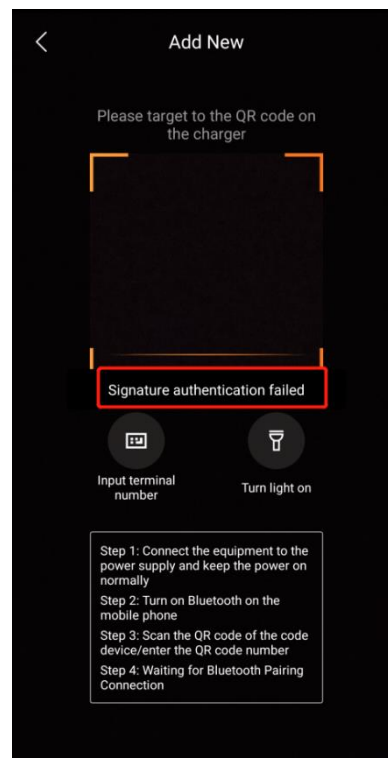 Add New
Please target to the QR code on
the charger
Signature authentication failed
Input terminal
number
Turn light on
Step 1: Connect the equipment to the
power supply and keep the power on
normally
Step 2: Turn on Bluetooth on the
mobile phone
Step 3: Scan the QR code of the code
device/enter the QR code number
Step 4: Waiting for Bluetooth Pairing
Connection